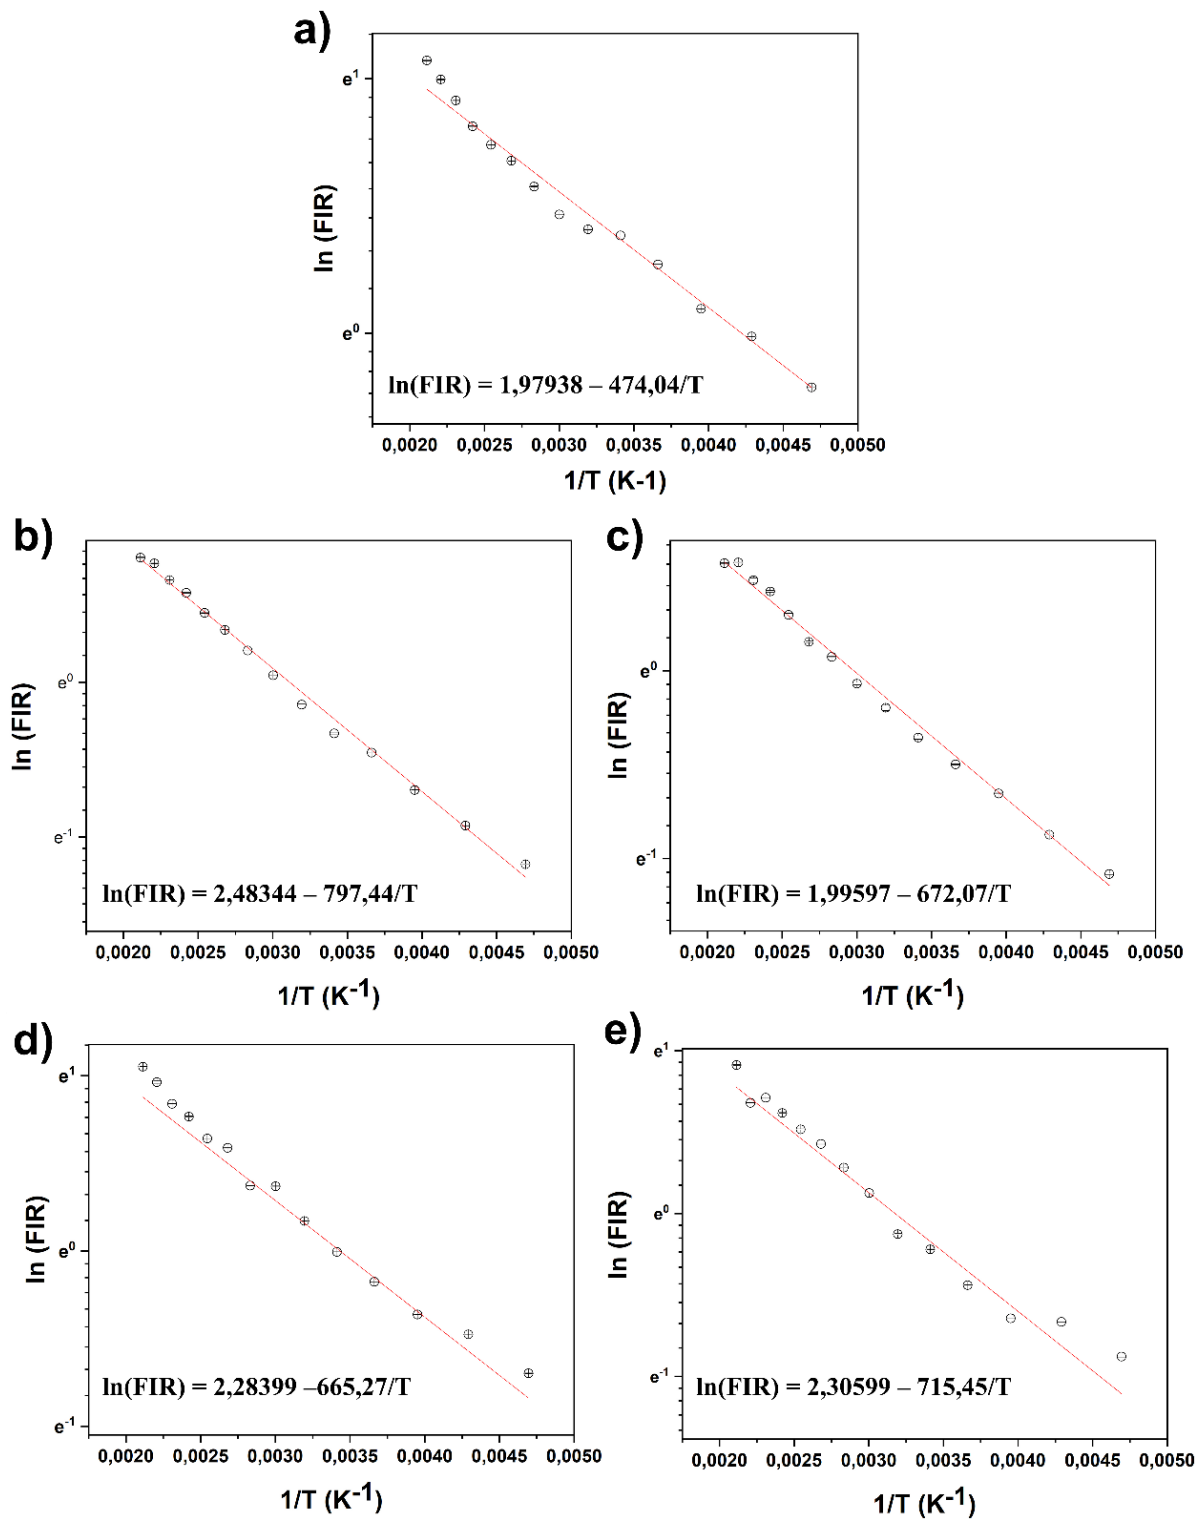 a)
e¹
e⁰
ln (FIR)
ln(FIR) = 1,97938 – 474,04/T
0,0020 0,0025 0,0030 0,0035 0,0040 0,0045 0,0050
1/T (K-1)
b)
e⁰
e⁻¹
ln (FIR)
ln(FIR) = 2,48344 – 797,44/T
0,0020 0,0025 0,0030 0,0035 0,0040 0,0045 0,0050
1/T (K⁻¹)
c)
e⁰
e⁻¹
ln (FIR)
ln(FIR) = 1,99597 – 672,07/T
0,0020 0,0025 0,0030 0,0035 0,0040 0,0045 0,0050
1/T (K⁻¹)
d)
e¹
e⁰
e⁻¹
ln (FIR)
ln(FIR) = 2,28399 –665,27/T
0,0020 0,0025 0,0030 0,0035 0,0040 0,0045 0,0050
1/T (K⁻¹)
e)
e¹
e⁰
e⁻¹
ln (FIR)
ln(FIR) = 2,30599 – 715,45/T
0,0020 0,0025 0,0030 0,0035 0,0040 0,0045 0,0050
1/T (K⁻¹)